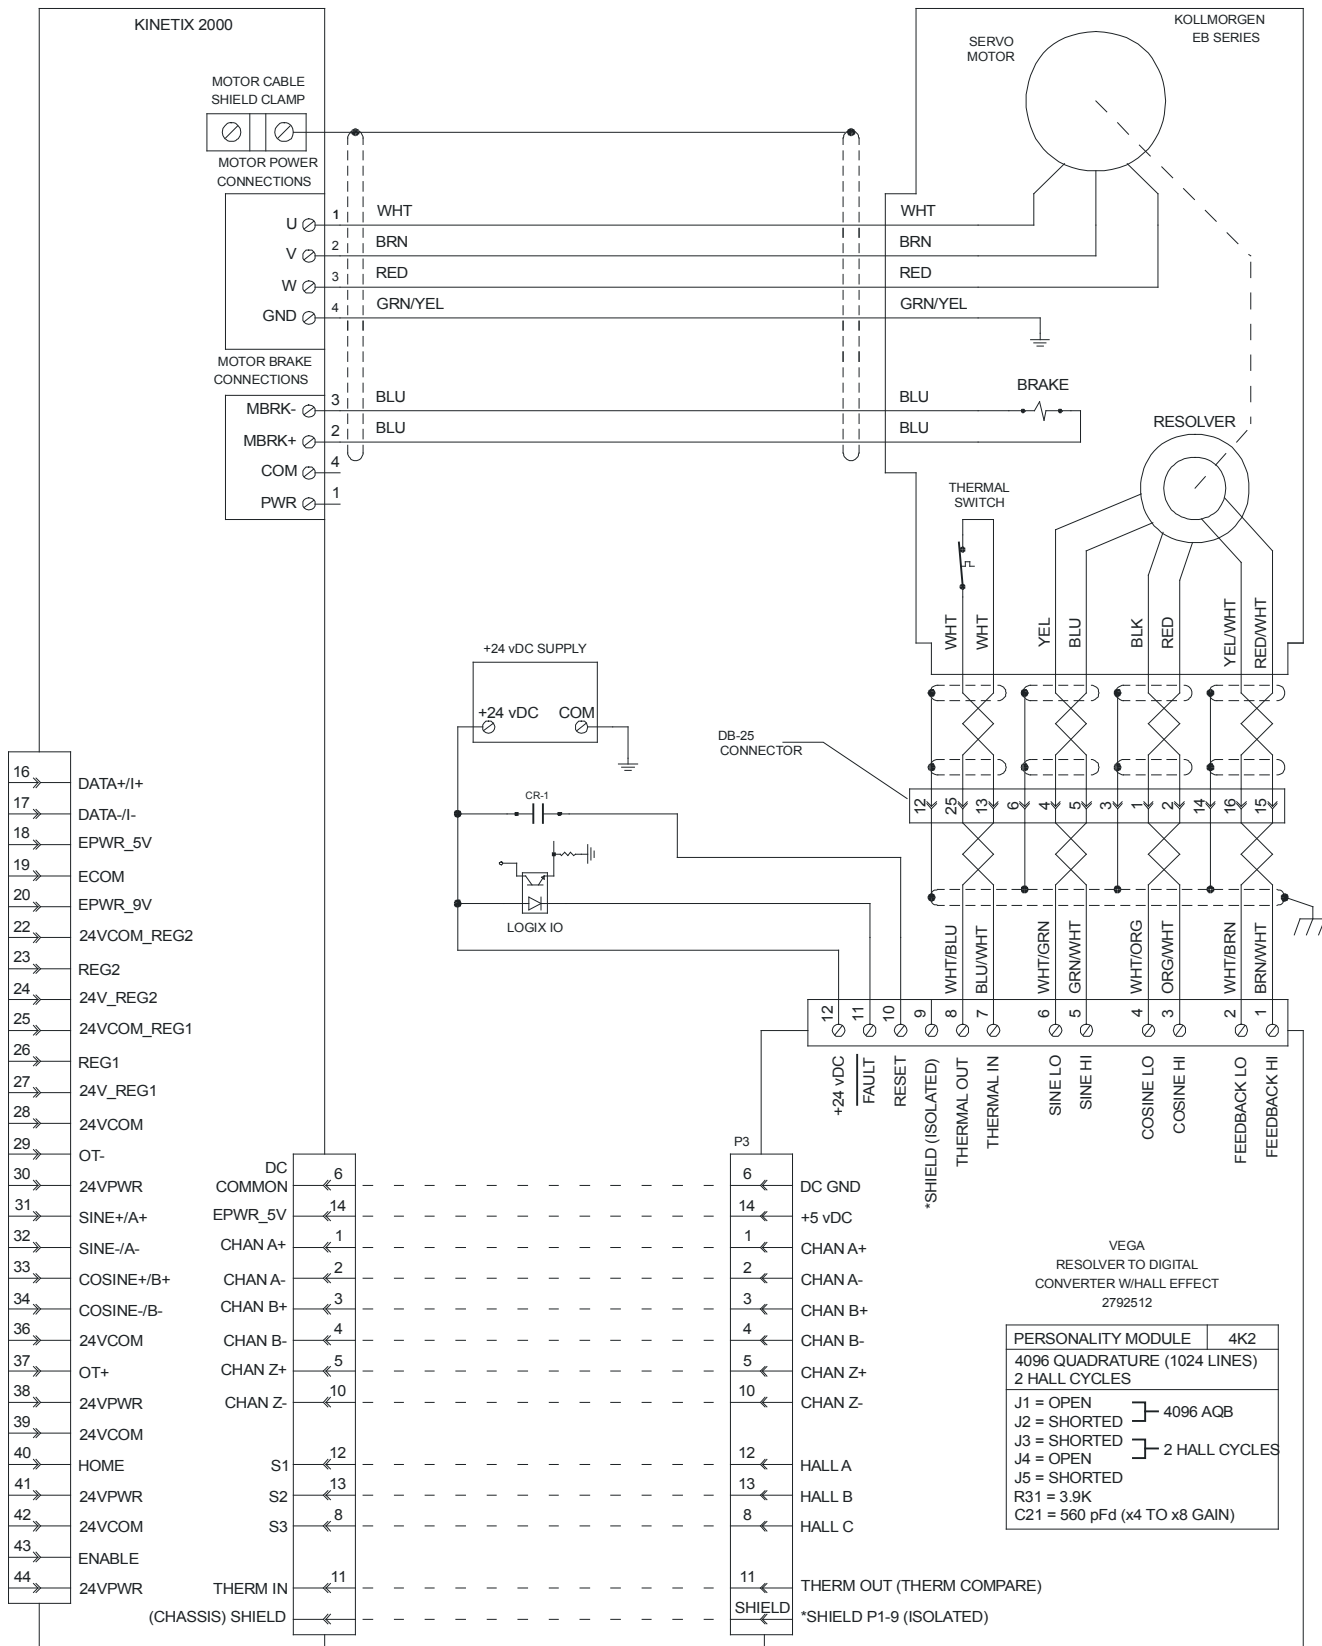 KINETIX 2000
KOLLMORGEN
EB SERIES
SERVO
MOTOR
MOTOR CABLE
SHIELD CLAMP
MOTOR POWER
CONNECTIONS
U 1 WHT WHT
V 2 BRN BRN
W 3 RED RED
GND 4 GRN/YEL GRN/YEL
MOTOR BRAKE
CONNECTIONS
MBRK- 3 BLU BLU
MBRK+ 2 BLU BLU
COM 4
PWR 1
BRAKE
RESOLVER
THERMAL
SWITCH
WHT WHT YEL BLU BLK RED YEL/WHT RED/WHT
+24 vDC SUPPLY
+24 vDC COM
DB-25
CONNECTOR
12 25 13 6 4 5 3 1 2 14 16 15
CR-1
LOGIX IO
WHT/BLU BLU/WHT WHT/GRN GRN/WHT WHT/ORG ORG/WHT WHT/BRN BRN/WHT
12 11 10 9 8 7 6 5 4 3 2 1
+24 vDC
FAULT
RESET
*SHIELD (ISOLATED)
THERMAL OUT
THERMAL IN
SINE LO
SINE HI
COSINE LO
COSINE HI
FEEDBACK LO
FEEDBACK HI
16 DATA+/I+
17 DATA-/I-
18 EPWR_5V
19 ECOM
20 EPWR_9V
22 24VCOM_REG2
23 REG2
24 24V_REG2
25 24VCOM_REG1
26 REG1
27 24V_REG1
28 24VCOM
29 OT-
30 24VPWR
31 SINE+/A+
32 SINE-/A-
33 COSINE+/B+
34 COSINE-/B-
36 24VCOM
37 OT+
38 24VPWR
39 24VCOM
40 HOME
41 24VPWR
42 24VCOM
43 ENABLE
44 24VPWR
DC
COMMON 6
EPWR_5V 14
CHAN A+ 1
CHAN A- 2
CHAN B+ 3
CHAN B- 4
CHAN Z+ 5
CHAN Z- 10
S1 12
S2 13
S3 8
THERM IN 11
(CHASSIS) SHIELD
P3
6 DC GND
14 +5 vDC
1 CHAN A+
2 CHAN A-
3 CHAN B+
4 CHAN B-
5 CHAN Z+
10 CHAN Z-
12 HALL A
13 HALL B
8 HALL C
11 THERM OUT (THERM COMPARE)
SHIELD *SHIELD P1-9 (ISOLATED)
VEGA
RESOLVER TO DIGITAL
CONVERTER W/HALL EFFECT
2792512
PERSONALITY MODULE 4K2
4096 QUADRATURE (1024 LINES)
2 HALL CYCLES
J1 = OPEN
J2 = SHORTED
4096 AQB
J3 = SHORTED
J4 = OPEN
2 HALL CYCLES
J5 = SHORTED
R31 = 3.9K
C21 = 560 pFd (x4 TO x8 GAIN)